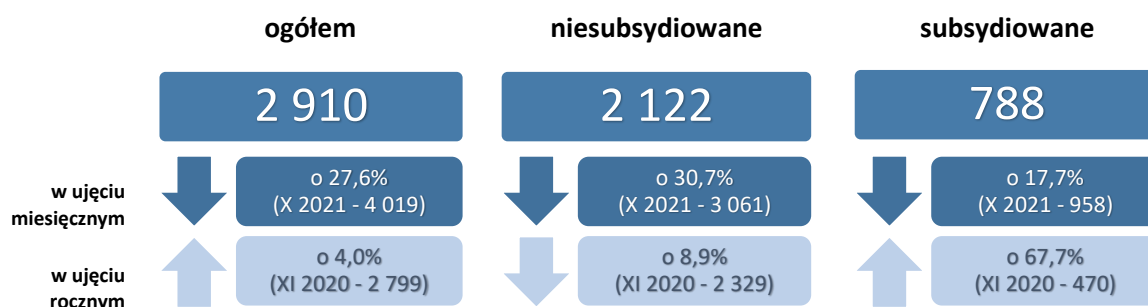 ogółem niesubsydiowane subsydiowane
2 910 2 122 788
w ujęciu
miesięcznym
o 27,6%
(X 2021 - 4 019)
o 30,7%
(X 2021 - 3 061)
o 17,7%
(X 2021 - 958)
w ujęciu
rocznym
o 4,0%
(XI 2020 - 2 799)
o 8,9%
(XI 2020 - 2 329)
o 67,7%
(XI 2020 - 470)